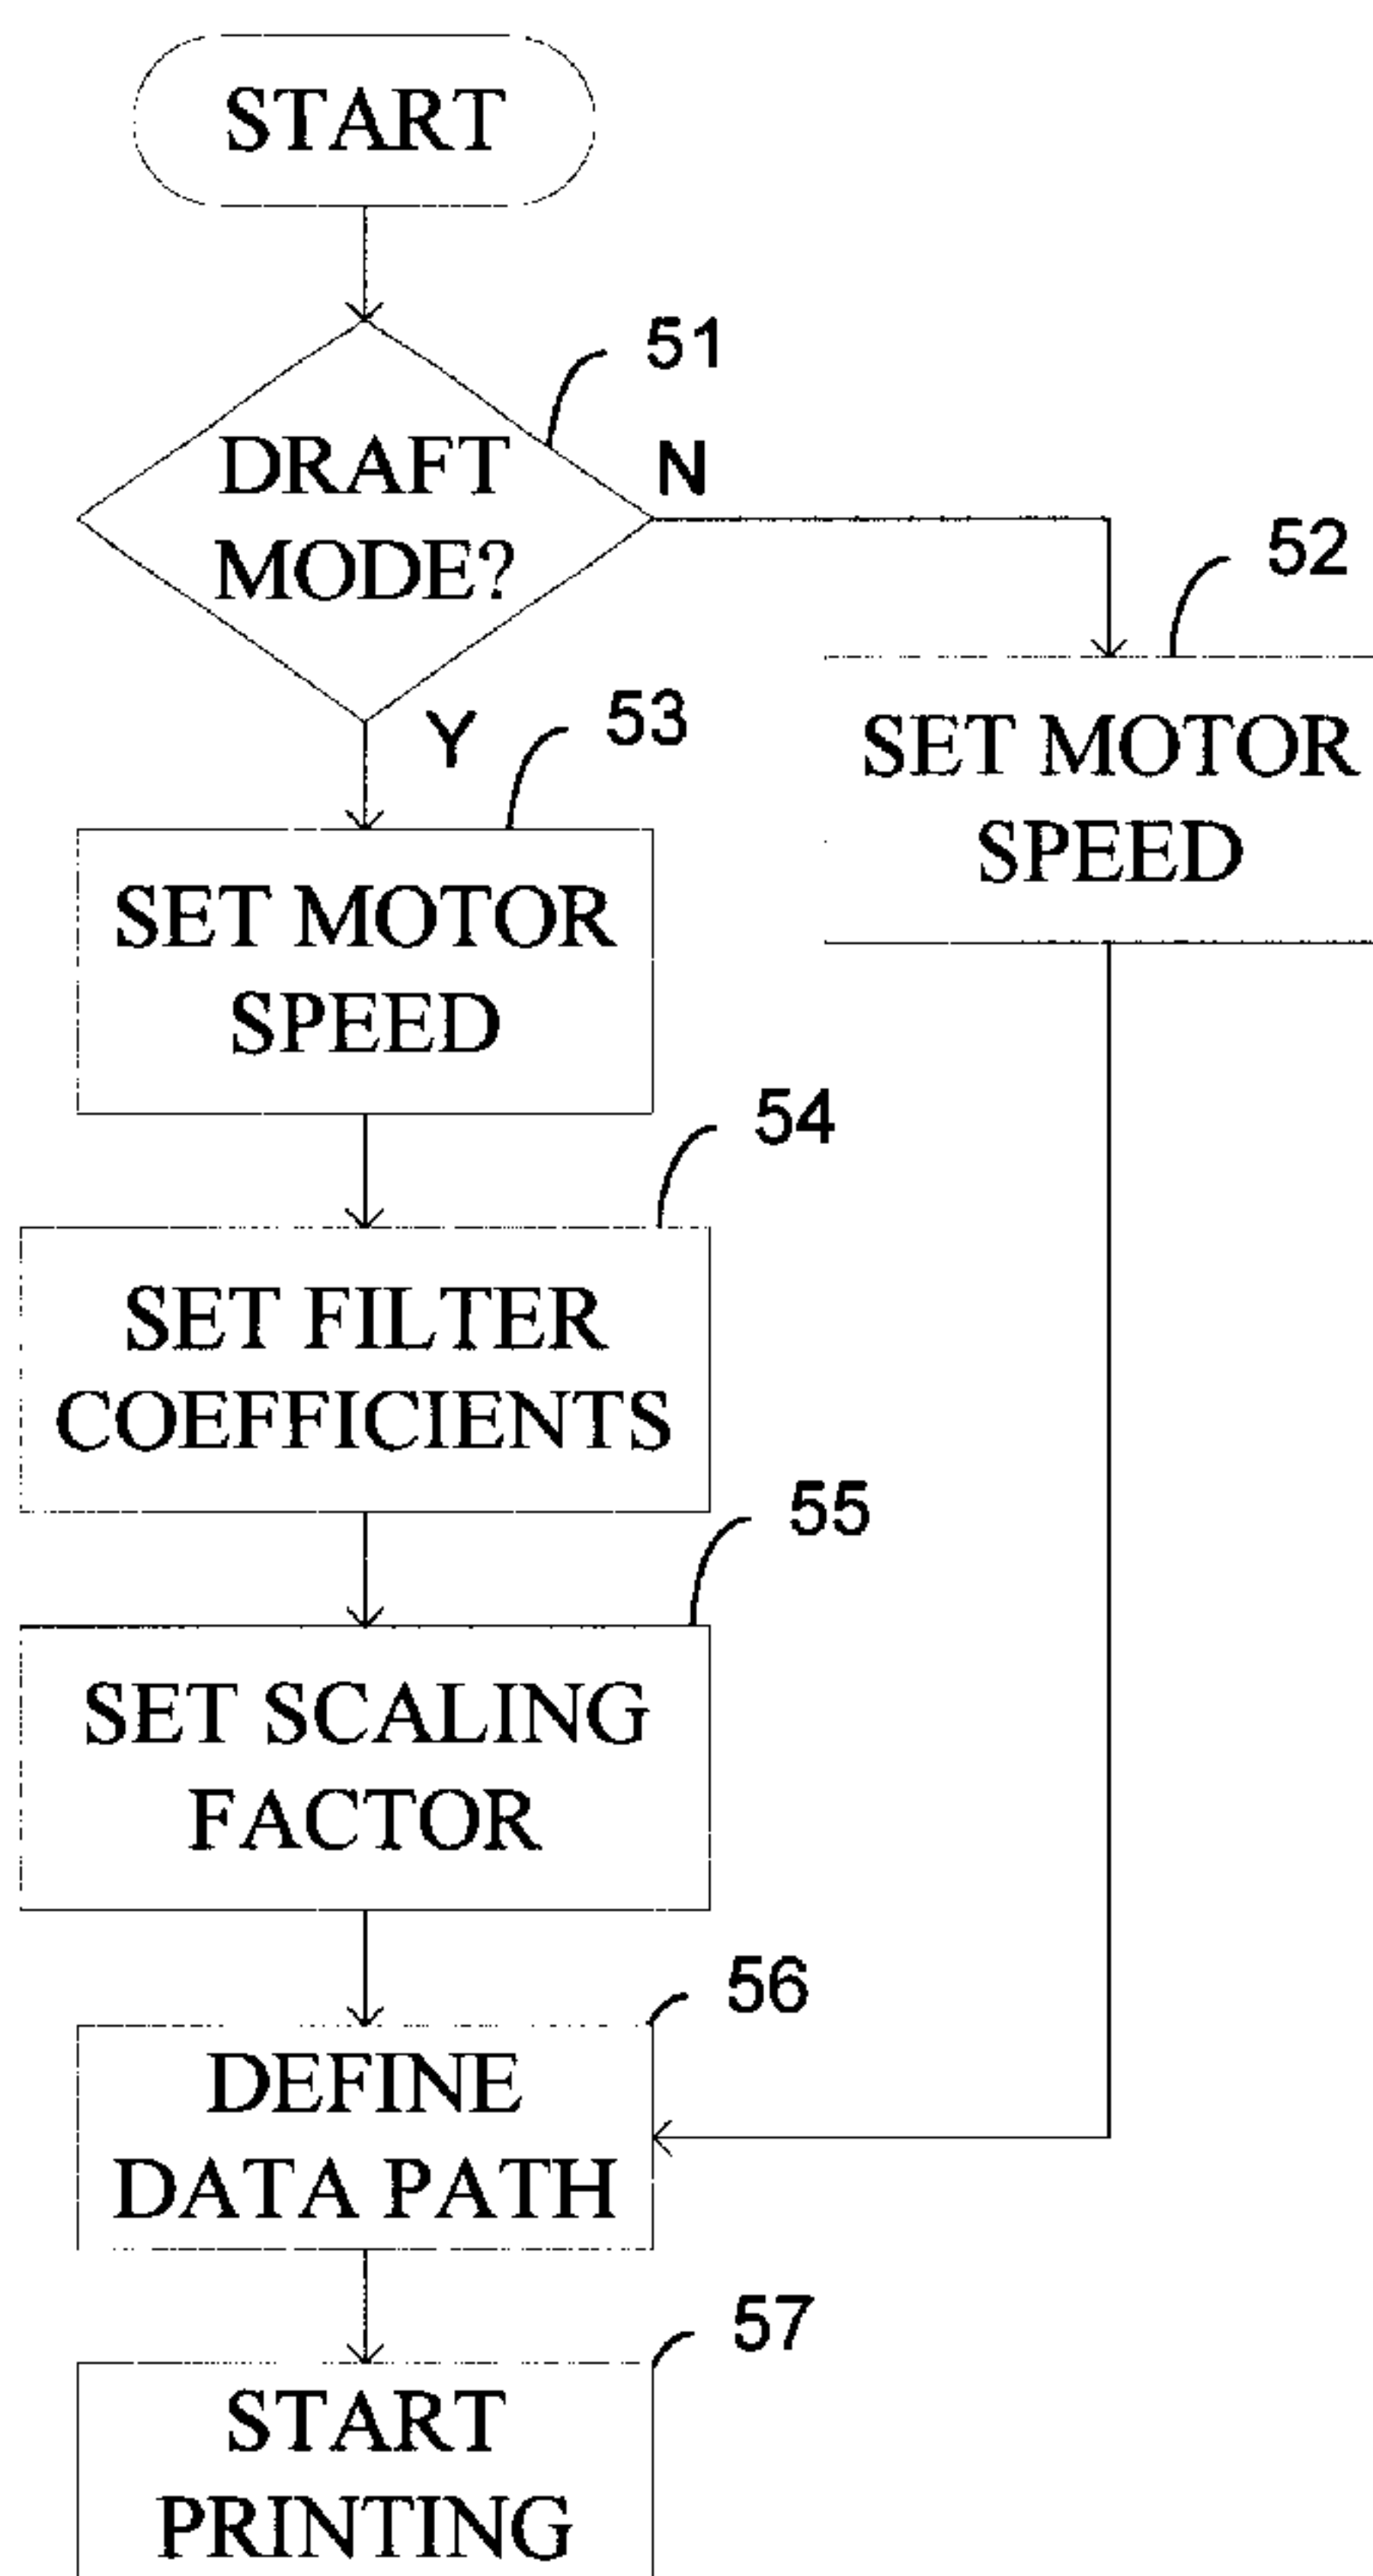 START
51
DRAFT
MODE?
N
52
SET MOTOR
SPEED
Y
53
SET MOTOR
SPEED
54
SET FILTER
COEFFICIENTS
55
SET SCALING
FACTOR
56
DEFINE
DATA PATH
57
START
PRINTING